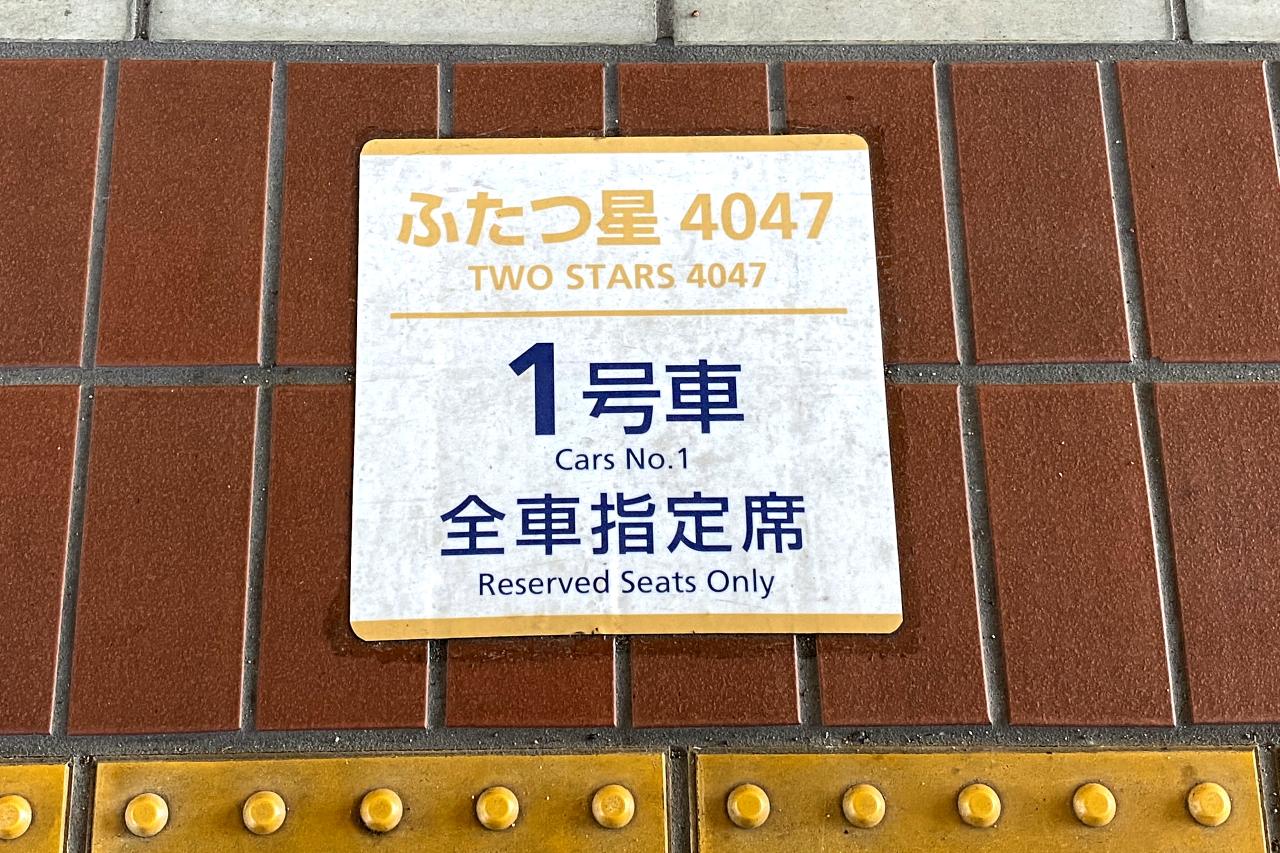 ふたつ星 4047
TWO STARS 4047
1号車
Cars No.1
全車指定席
Reserved Seats Only